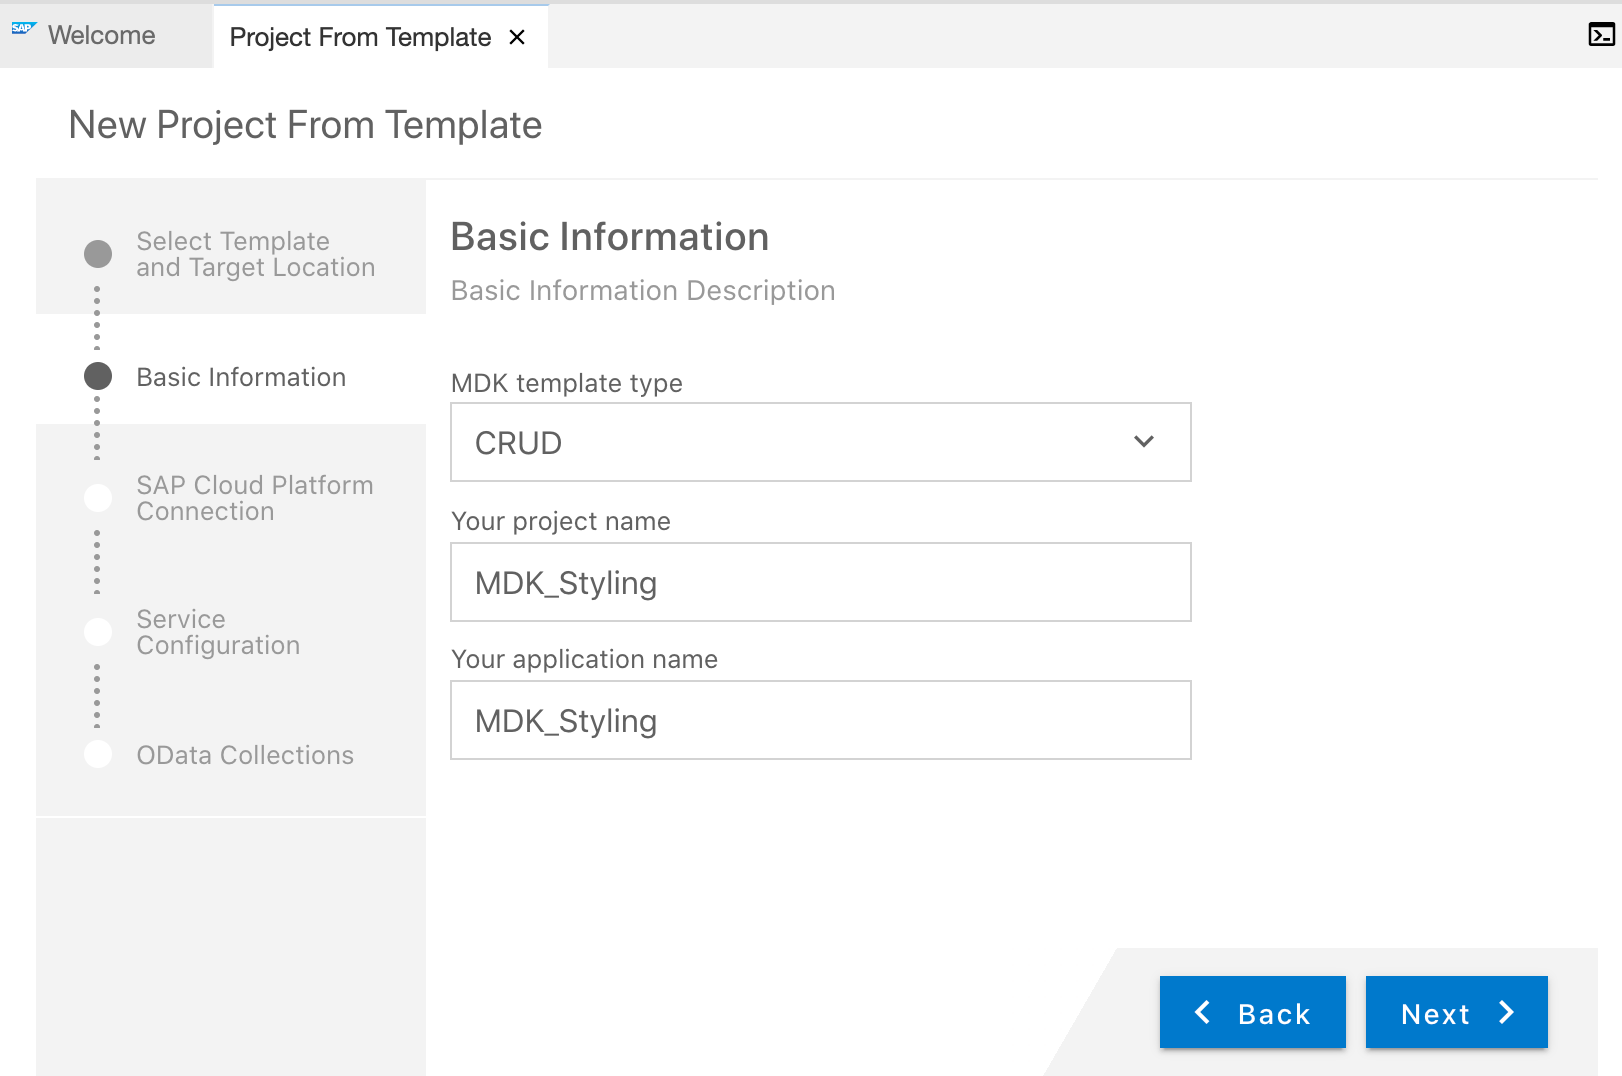 SAP Welcome
Project From Template
New Project From Template
Select Template
and Target Location
Basic Information
SAP Cloud Platform
Connection
Service
Configuration
OData Collections
Basic Information
Basic Information Description
MDK template type
CRUD
Your project name
MDK_Styling
Your application name
MDK_Styling
Back
Next